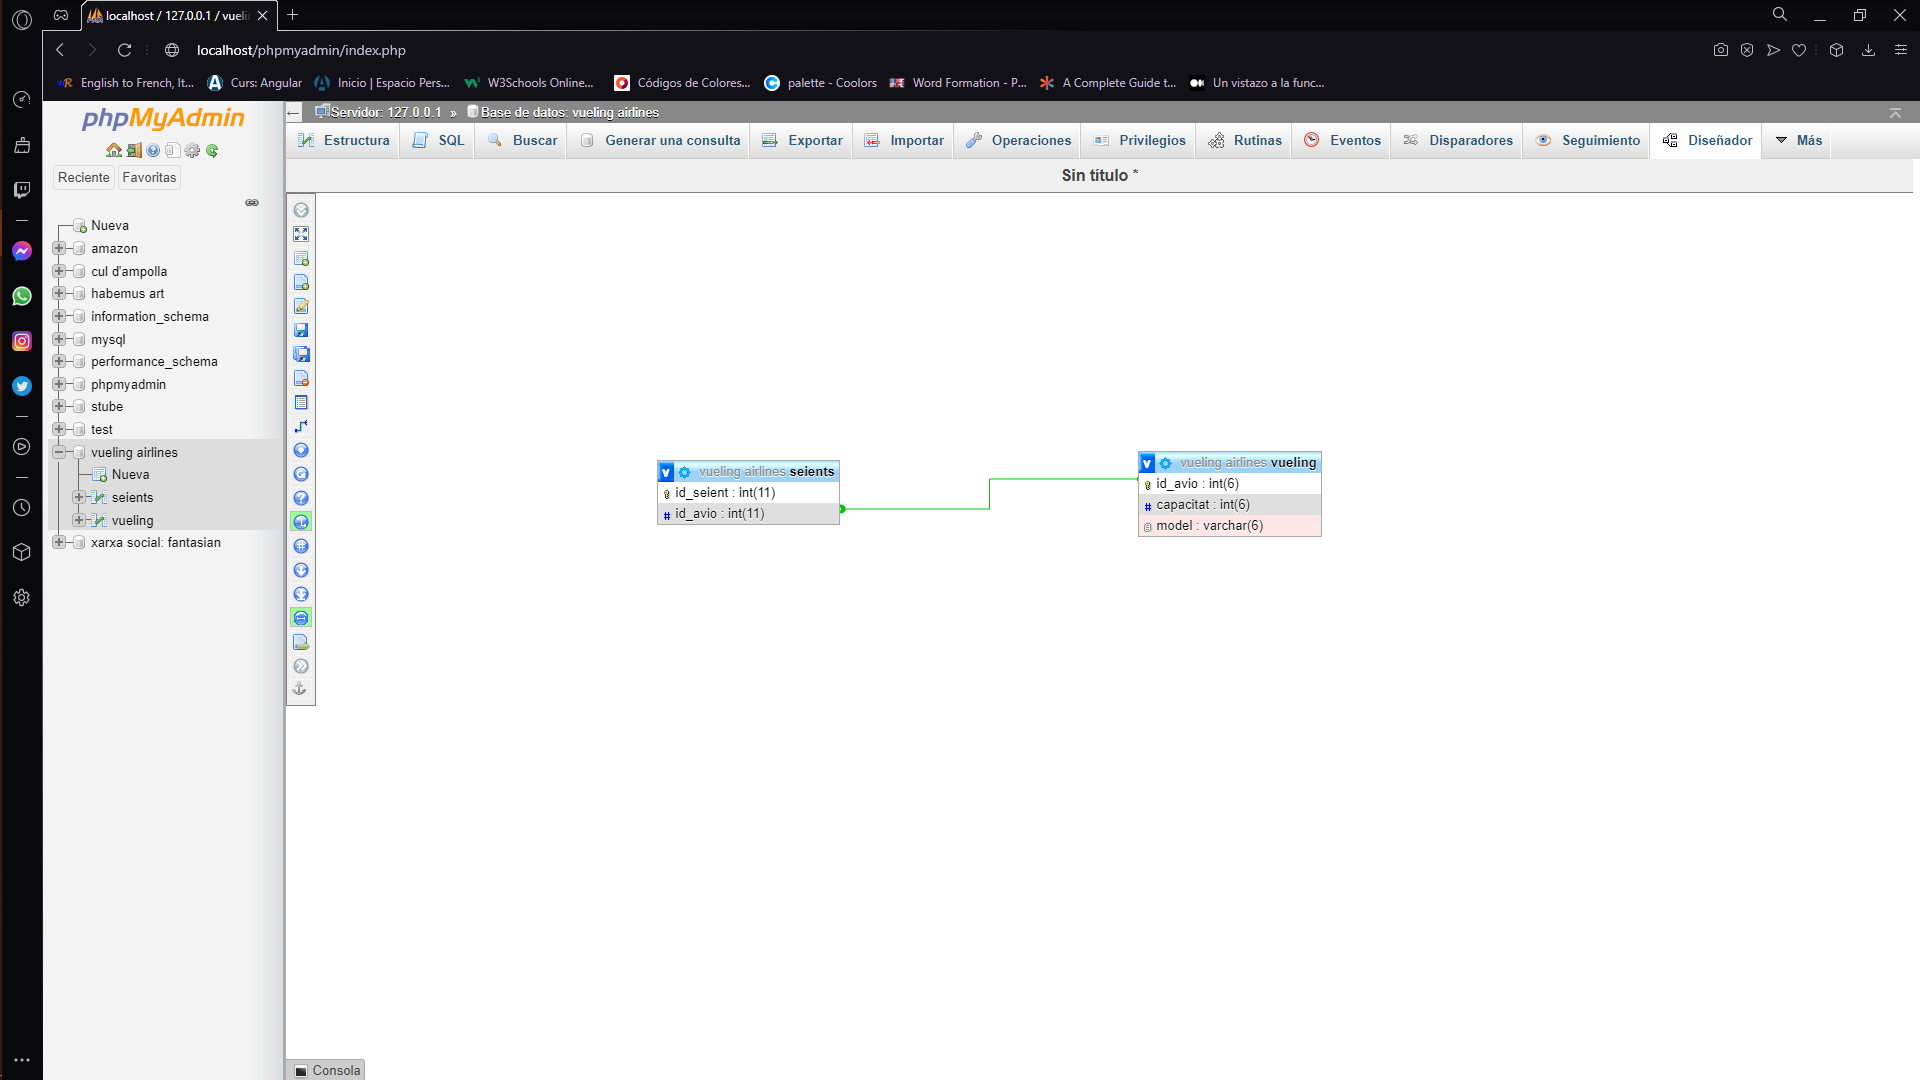 localhost / 127.0.0.1 / vueli
localhost/phpmyadmin/index.php
English to French, It...
Curs: Angular
Inicio | Espacio Pers...
W3Schools Online...
Códigos de Colores...
palette - Coolors
Word Formation - P...
A Complete Guide t...
Un vistazo a la func...
phpMyAdmin
Reciente
Favoritas
Nueva
amazon
cul d'ampolla
habemus art
information_schema
mysql
performance_schema
phpmyadmin
stube
test
vueling airlines
Nueva
seients
vueling
xarxa social: fantasian
Servidor: 127.0.0.1 » Base de datos: vueling airlines
Estructura
SQL
Buscar
Generar una consulta
Exportar
Importar
Operaciones
Privilegios
Rutinas
Eventos
Disparadores
Seguimiento
Diseñador
Más
Sin título *
v vueling airlines seients
id_seient : int(11)
# id_avio : int(11)
v vueling airlines vueling
id_avio : int(6)
# capacitat : int(6)
model : varchar(6)
Consola